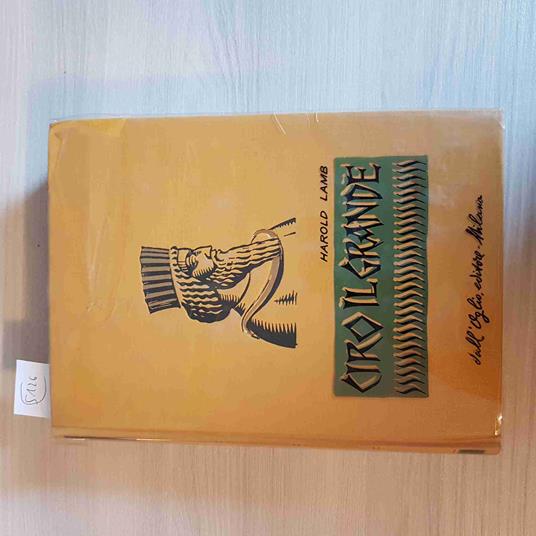 HAROLD LAMB
CIRO IL GRANDE
dall'Oglio, editore - Milano